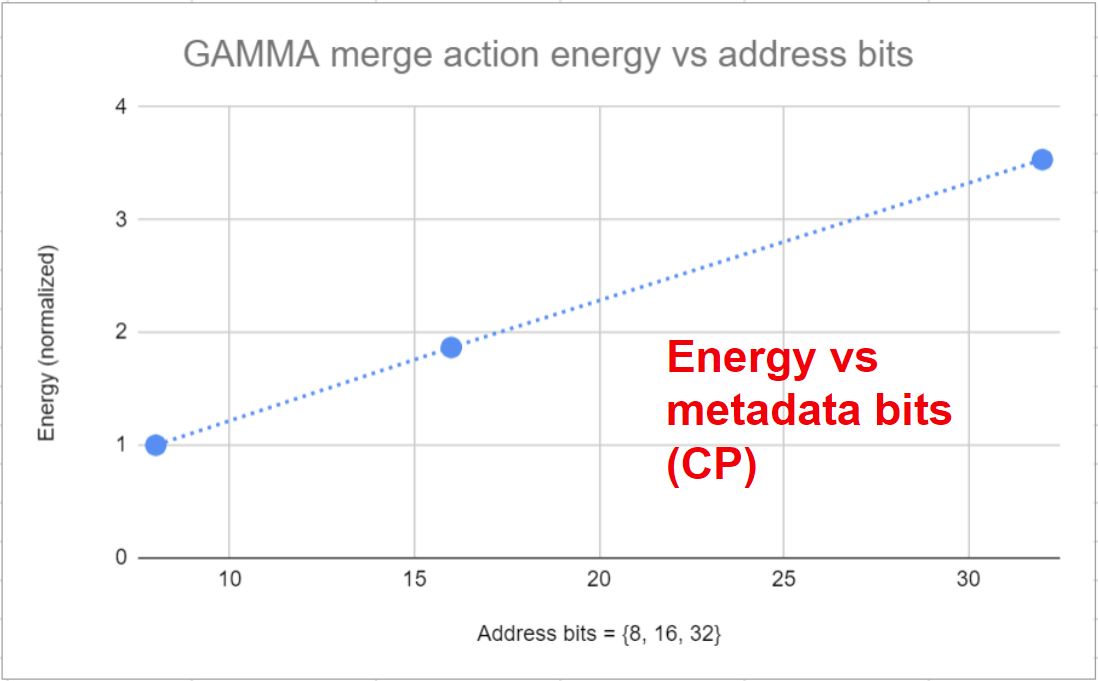 GAMMA merge action energy vs address bits
4
3
2
1
0
Energy (normalized)
Energy vs
metadata bits
(CP)
10 15 20 25 30
Address bits = {8, 16, 32}